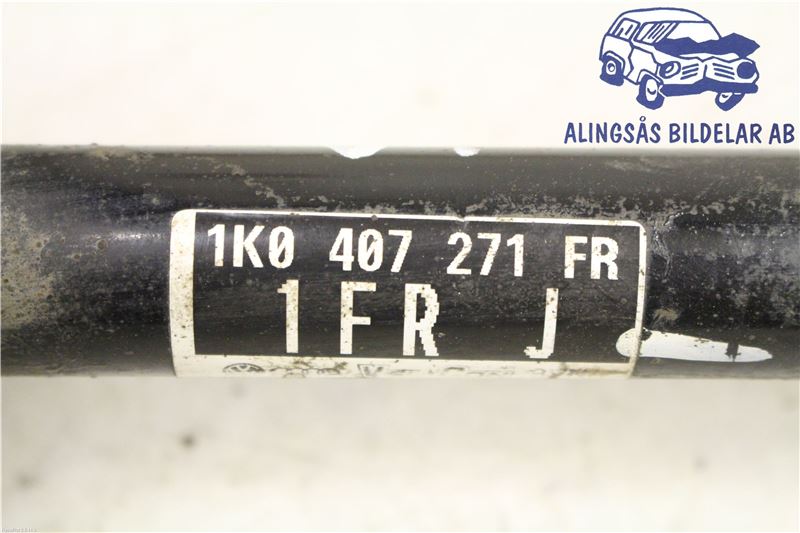 ALINGSÅS BILDELAR AB
1K0 407 271 FR
1FR J